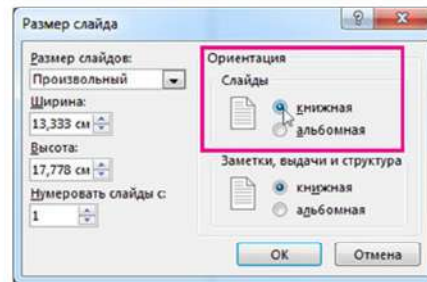 Размер слайда
Размер слайдов:
Произвольный
Ширина:
13,333 см
Высота:
17,778 см
Нумеровать слайды с:
1
Ориентация
Слайды
книжная
альбомная
Заметки, выдачи и структура
книжная
альбомная
ОК
Отмена